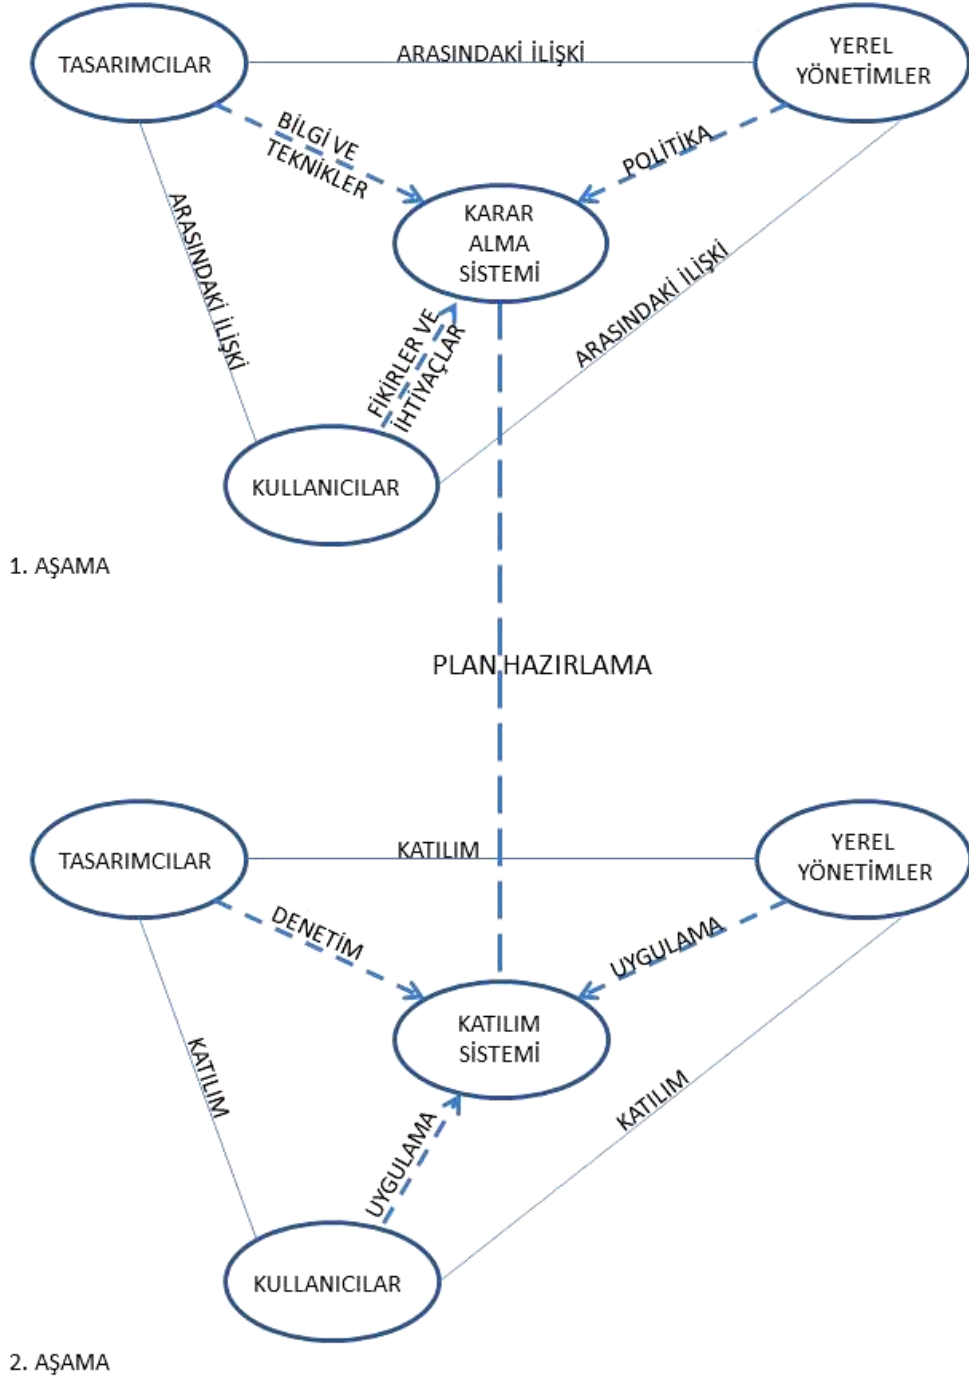 TASARIMCILAR
ARASINDAKİ İLİŞKİ
YEREL
YÖNETİMLER
BİLGİ VE
TEKNİKLER
POLİTİKA
KARAR
ALMA
SİSTEMİ
ARASINDAKİ İLİŞKİ
ARASINDAKİ İLİŞKİ
FİKİRLER VE
İHTİYAÇLAR
KULLANICILAR
1. AŞAMA
PLAN HAZIRLAMA
TASARIMCILAR
KATILIM
YEREL
YÖNETİMLER
DENETİM
UYGULAMA
KATILIM
SİSTEMİ
KATILIM
KATILIM
UYGULAMA
KULLANICILAR
2. AŞAMA